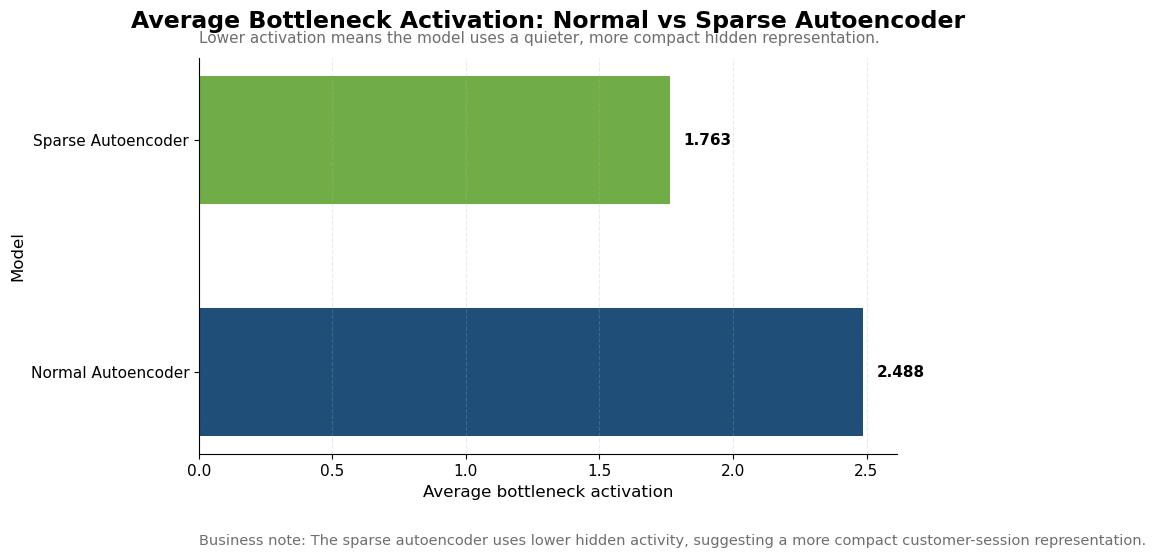 Average Bottleneck Activation: Normal vs Sparse Autoencoder
Lower activation means the model uses a quieter, more compact hidden representation.
Sparse Autoencoder
1.763
Model
Normal Autoencoder
2.488
0.0 0.5 1.0 1.5 2.0 2.5
Average bottleneck activation
Business note: The sparse autoencoder uses lower hidden activity, suggesting a more compact customer-session representation.